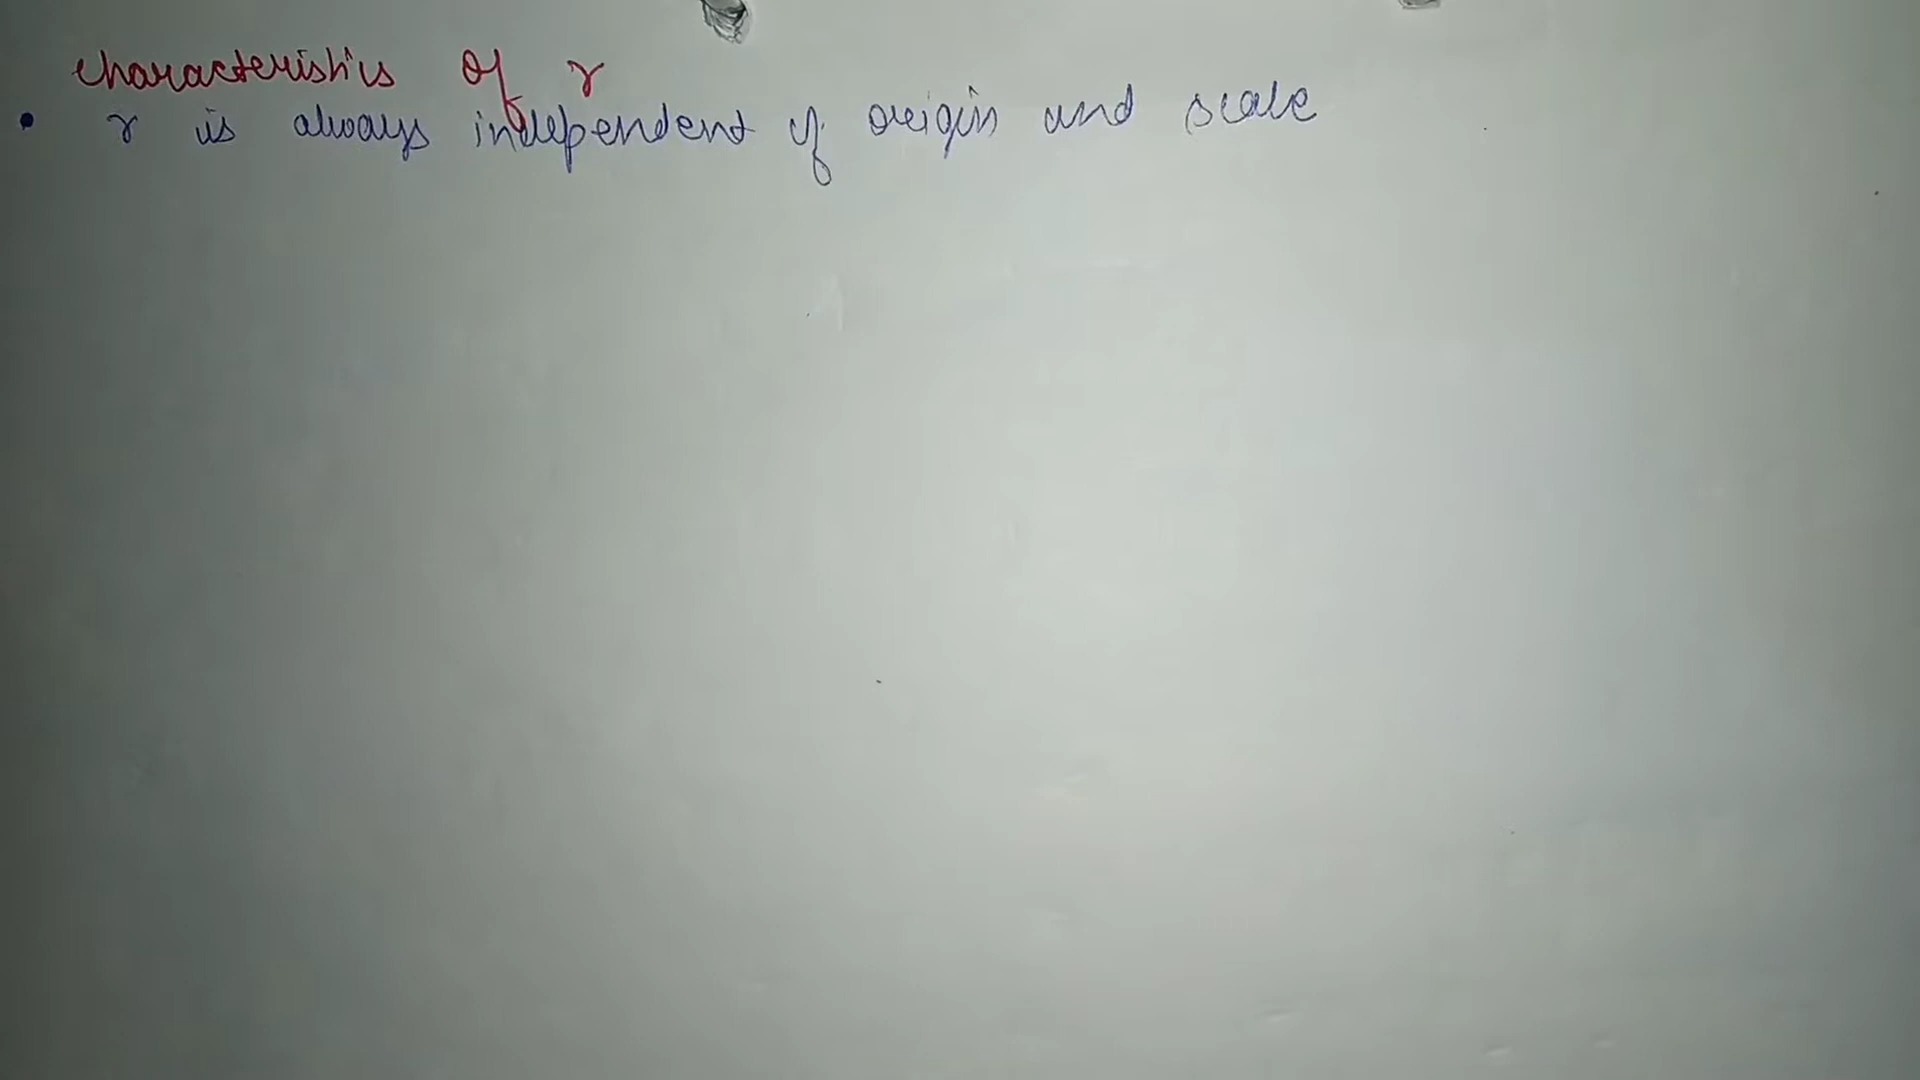 characteristics of r
• r is always independent of origin and scale